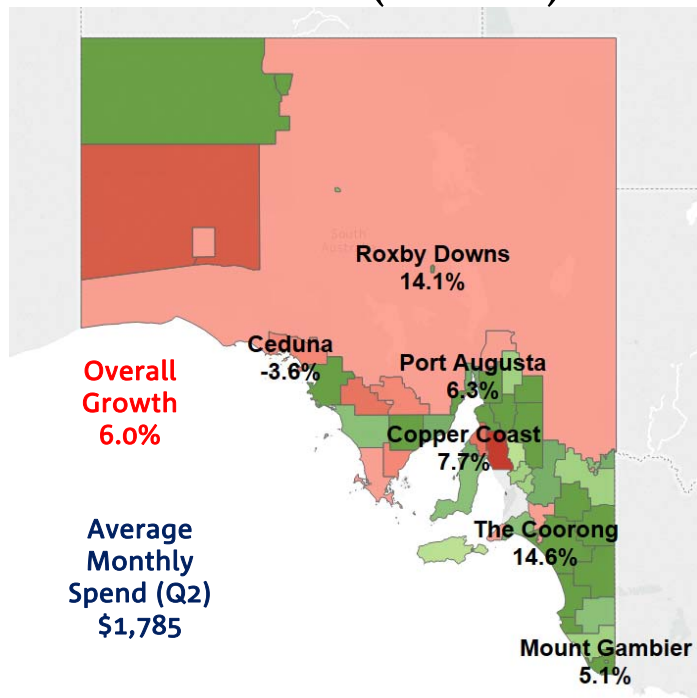 Roxby Downs
14.1%
Ceduna
-3.6%
Port Augusta
6.3%
Overall
Growth
6.0%
Copper Coast
7.7%
The Coorong
14.6%
Average
Monthly
Spend (Q2)
$1,785
Mount Gambier
5.1%